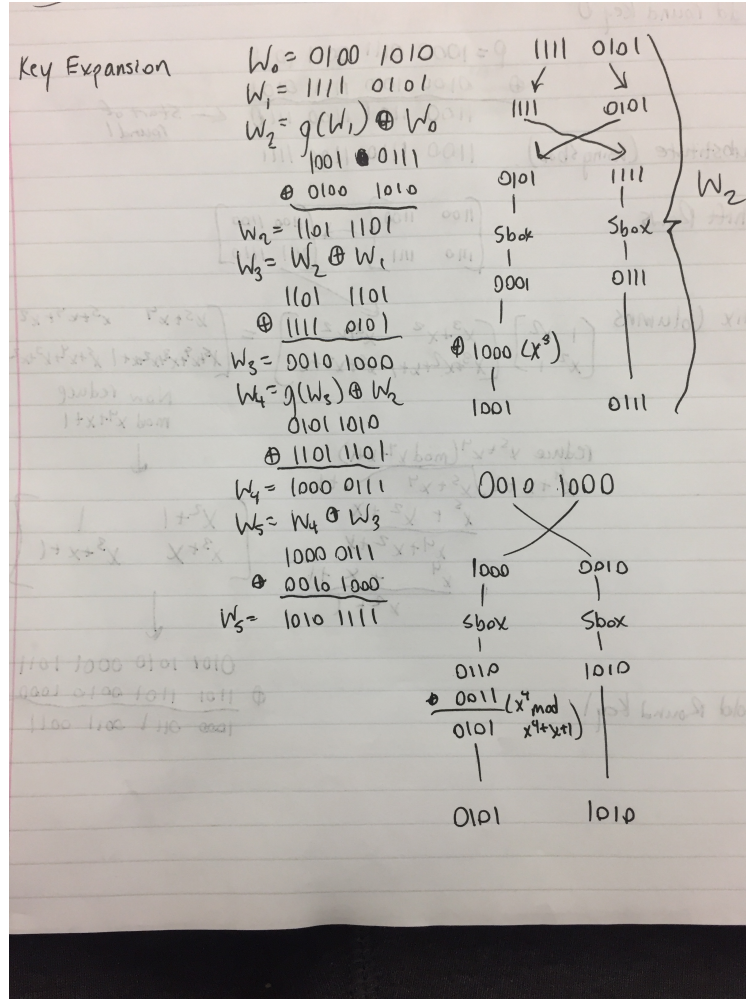 Key Expansion
W₀ = 0100 1010
W₁ = 1111 0101
W₂ = g(W₁) ⊕ W₀
1001 0111
⊕ 0100 1010
W₂ = 1101 1101
W₃ = W₂ ⊕ W₁
1101 1101
⊕ 1111 0101
W₃ = 0010 1000
W₄ = g(W₃) ⊕ W₂
0101 1010
⊕ 1101 1101
W₄ = 1000 0111
W₅ = W₄ ⊕ W₃
1000 0111
⊕ 0010 1000
W₅ = 1010 1111
1111 0101
1111 0101
0101 1111
Sbox Sbox
0001 0111
⊕ 1000 (x³)
1001 0111
W₂
0010 1000
1000 0010
Sbox Sbox
0110 1010
⊕ 0011 (x⁴ mod
0101 x⁴+x+1)
0101 1010